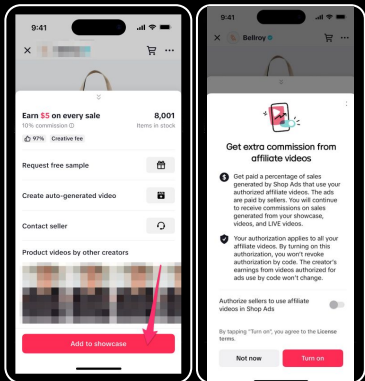 9:41
Earn $5 on every sale
8,001
10% commission
Items in stock
97%
Creative fee
Request free sample
Create auto-generated video
Contact seller
Product videos by other creators
Add to showcase
9:41
Bellroy
Get extra commission from
affiliate videos
Get paid a percentage of sales
generated by Shop Ads that use your
authorized affiliate videos. The ads
are paid by sellers. You will continue
to receive commissions on sales
generated from your showcase,
videos, and LIVE videos.
Your authorization applies to all your
affiliate videos. By turning on this
authorization, you won't revoke
authorization by code. The creator's
earnings from videos authorized for
ads use by code won't change.
Authorize sellers to use affiliate
videos in Shop Ads
By tapping "Turn on", you agree to the License
terms.
Not now
Turn on